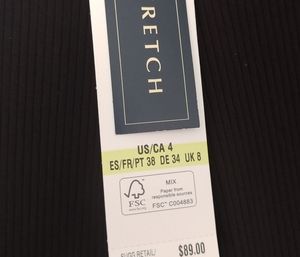 RETCH
US/CA 4
ES/FR/PT 38 DE 34 UK 8
FSC
MIX
Paper from
responsible sources
FSC™ C004883
SUGG RETAIL/
$89.00